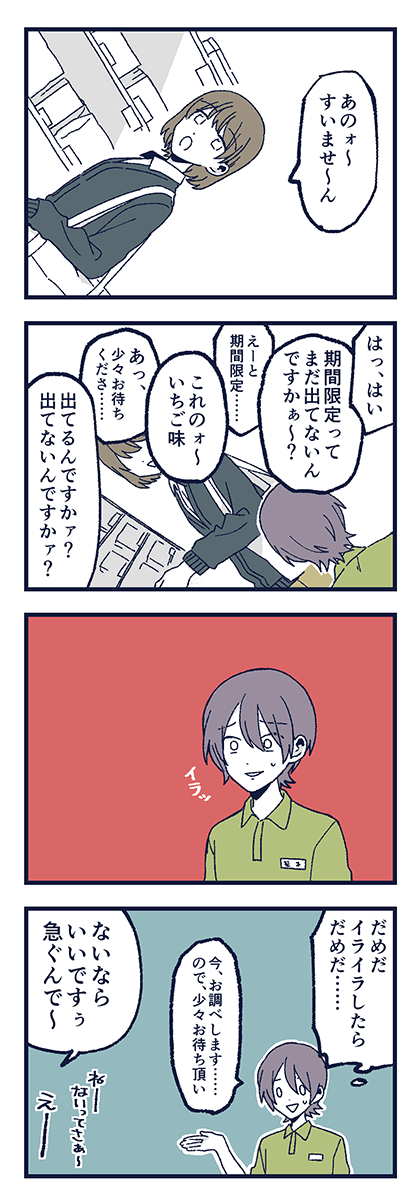 あのォ〜
すいませ〜ん
はっ、はい
期間限定って
まだ出てないん
ですかぁ〜？
えーと
期間限定……
これのォ〜
いちご味
あっ、
少々お待ち
くださ……
出てるんですかァ？
出てないんですかァ？
イラッ
だめだ
イライラしたら
だめだ……
今、お調べします……
ので、少々お待ち頂い
ないなら
いいですぅ
急ぐんで〜
ねー
ないってさぁ〜
えー